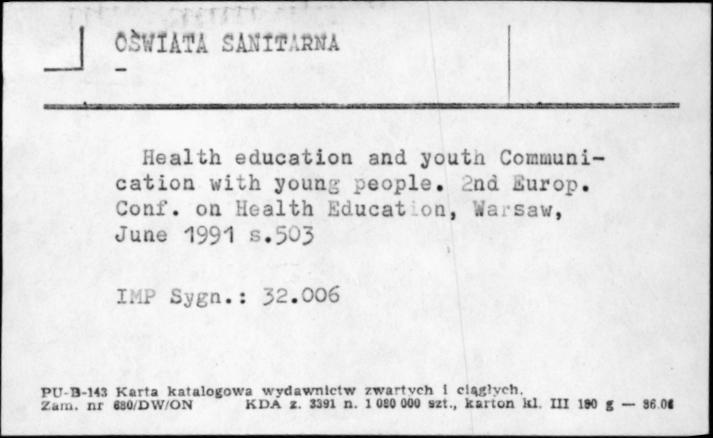 OŚWIATA SANITARNA
Health education and youth Communi-
cation with young people. 2nd Europ.
Conf. on Health Education, Warsaw,
June 1991 s.503
IMP Sygn.: 32.006
PU-B-143 Karta katalogowa wydawnictw zwartych i ciągłych.
Zam. nr 680/DW/ON KDA z. 3391 n. 1 080 000 szt., karton kl. III 190 g — 86.08